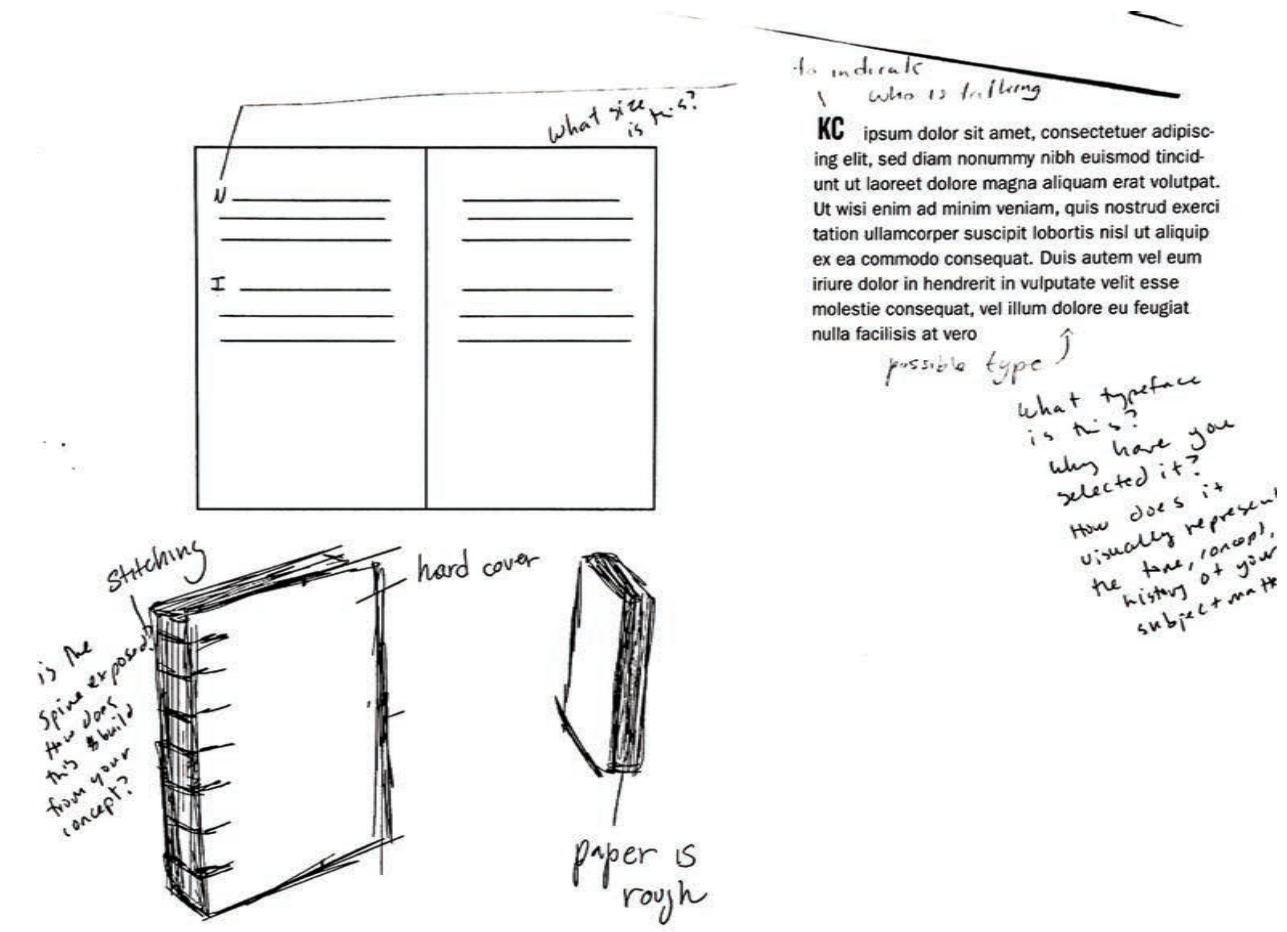 to indicate
who is talking
What size
is this?
N
I
KC ipsum dolor sit amet, consectetuer adipisc-
ing elit, sed diam nonummy nibh euismod tincid-
unt ut laoreet dolore magna aliquam erat volutpat.
Ut wisi enim ad minim veniam, quis nostrud exerci
tation ullamcorper suscipit lobortis nisl ut aliquip
ex ea commodo consequat. Duis autem vel eum
iriure dolor in hendrerit in vulputate velit esse
molestie consequat, vel illum dolore eu feugiat
nulla facilisis at vero
possible type
What typeface
is this?
Why have you
selected it?
How does it
visually represent
the tone, concept,
history of your
subject
stitching
hard cover
is the
spine exposed?
How does
this build
from your
concept?
paper is
rough